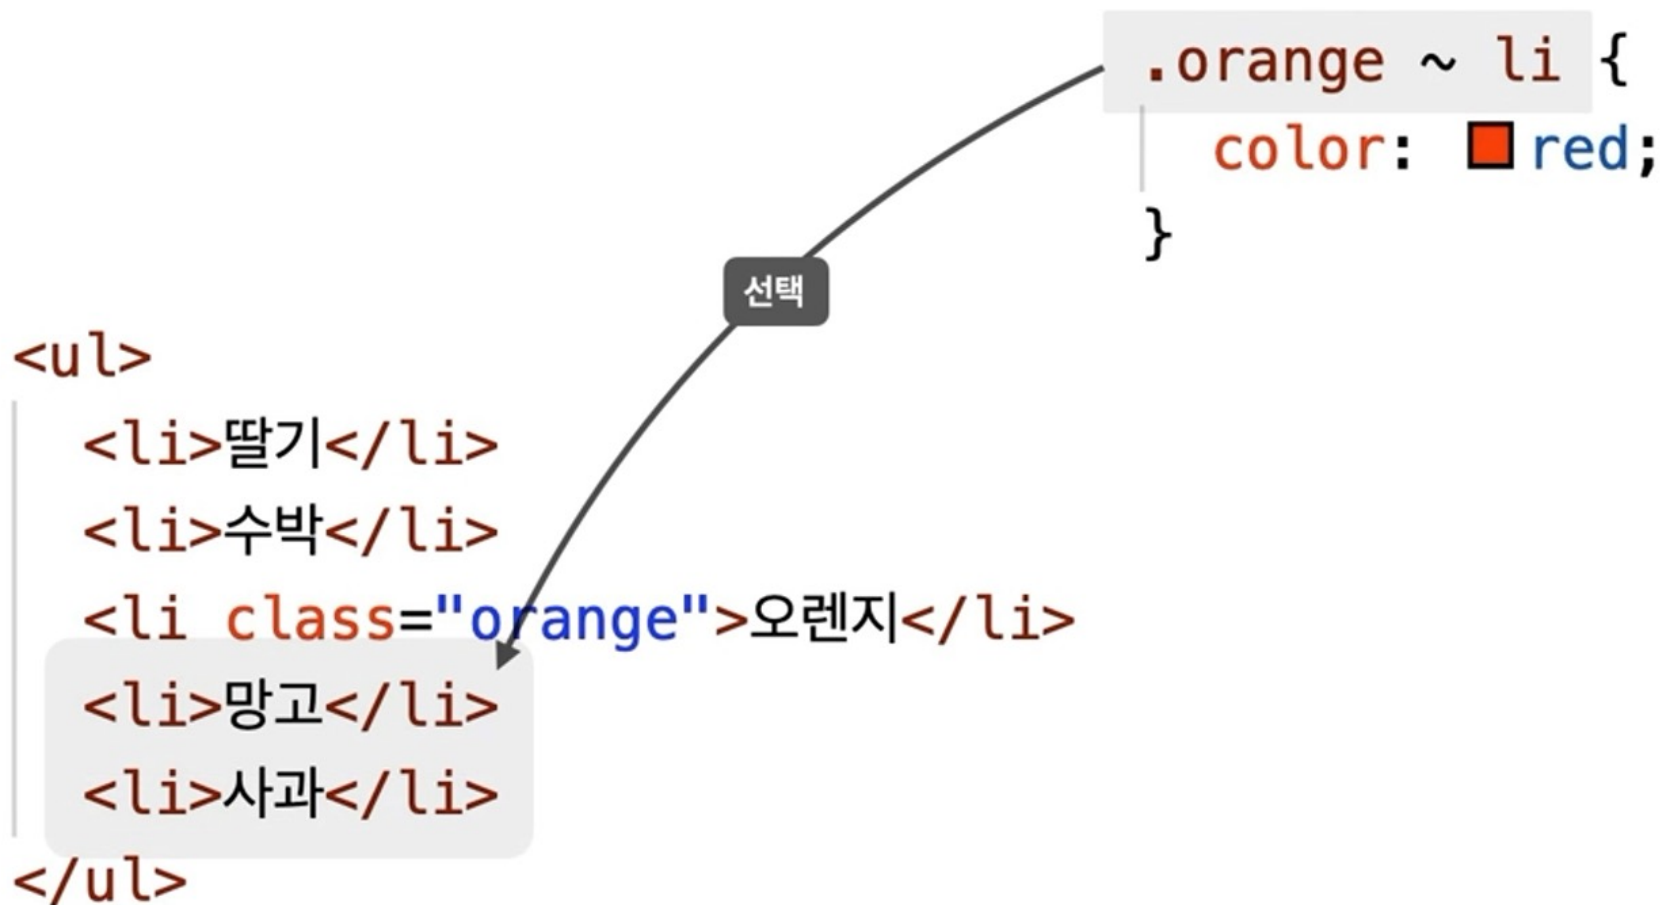 .orange ~ li {
color: red;
}
선택
<ul>
<li>딸기</li>
<li>수박</li>
<li class="orange">오렌지</li>
<li>망고</li>
<li>사과</li>
</ul>